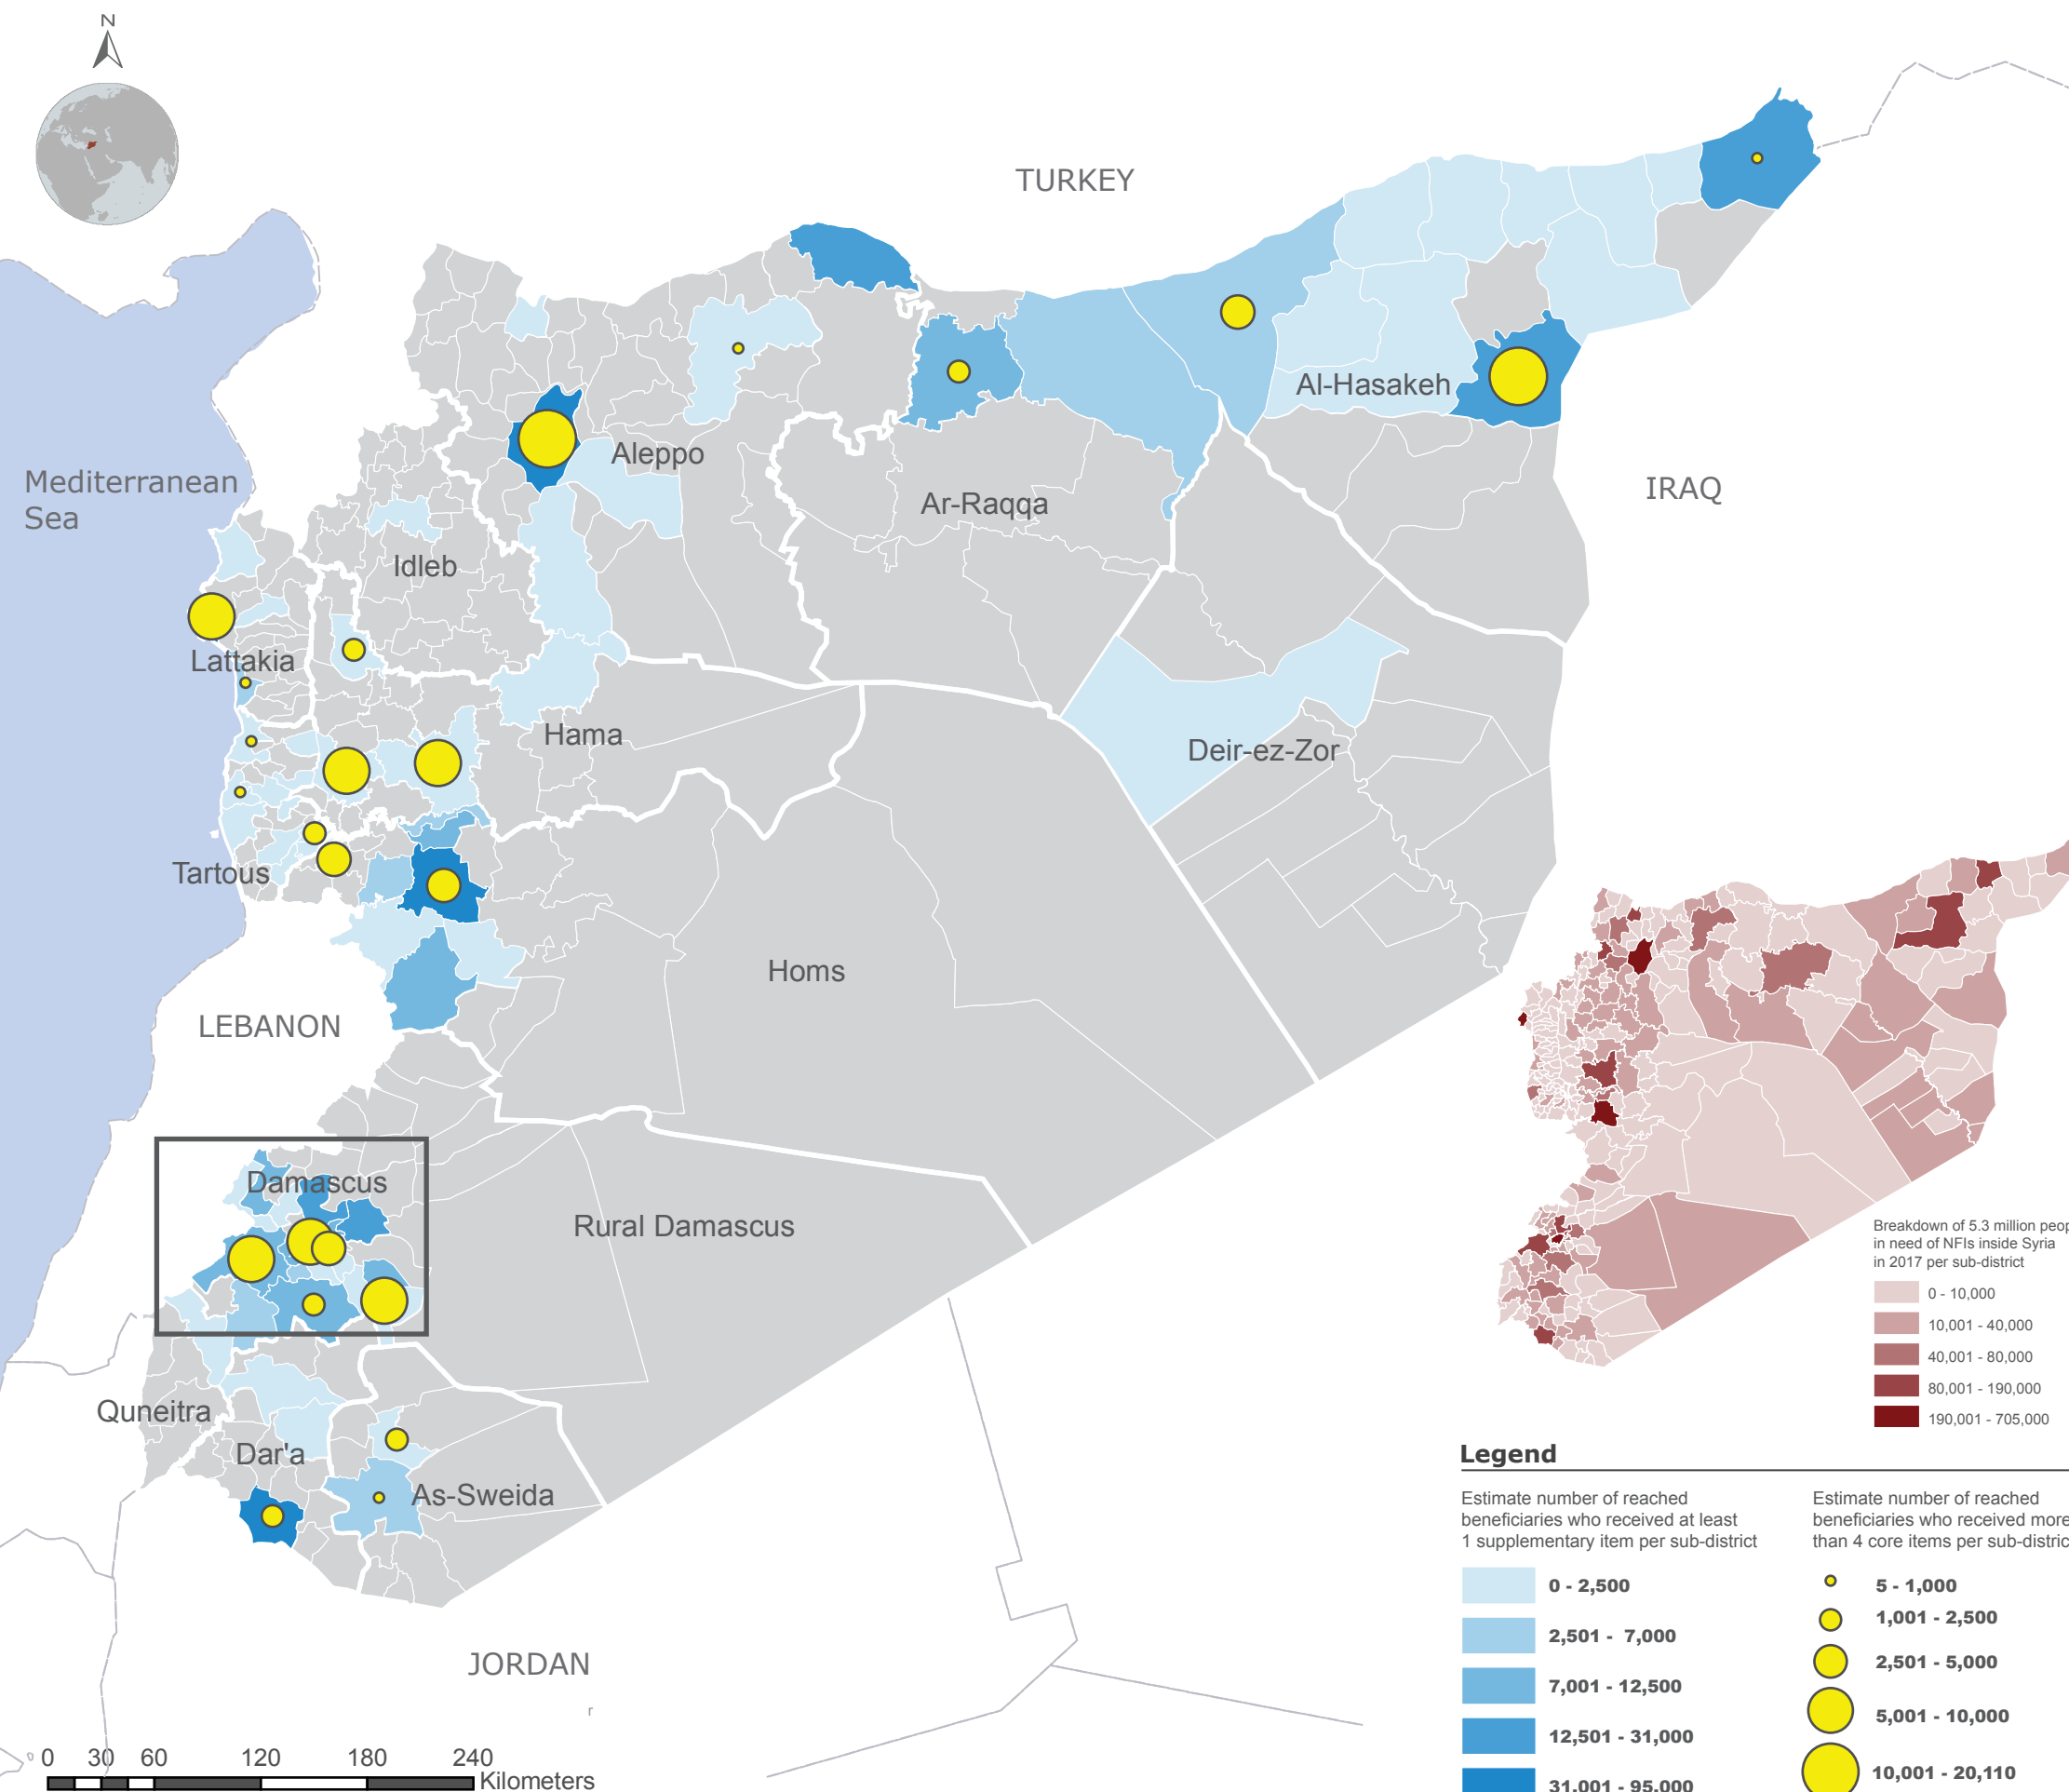 N
TURKEY
Al-Hasakeh
Aleppo
Mediterranean
Sea
IRAQ
Ar-Raqqa
Idleb
Lattakia
Hama
Deir-ez-Zor
Tartous
Homs
LEBANON
Damascus
Rural Damascus
Quneitra
Dar'a
As-Sweida
JORDAN
r
0 30 60 120 180 240
Kilometers
Breakdown of 5.3 million peop
in need of NFIs inside Syria
in 2017 per sub-district
0 - 10,000
10,001 - 40,000
40,001 - 80,000
80,001 - 190,000
190,001 - 705,000
Legend
Estimate number of reached
beneficiaries who received at least
1 supplementary item per sub-district
0 - 2,500
2,501 - 7,000
7,001 - 12,500
12,501 - 31,000
31,001 - 95,000
Estimate number of reached
beneficiaries who received more
than 4 core items per sub-distric
5 - 1,000
1,001 - 2,500
2,501 - 5,000
5,001 - 10,000
10,001 - 20,110